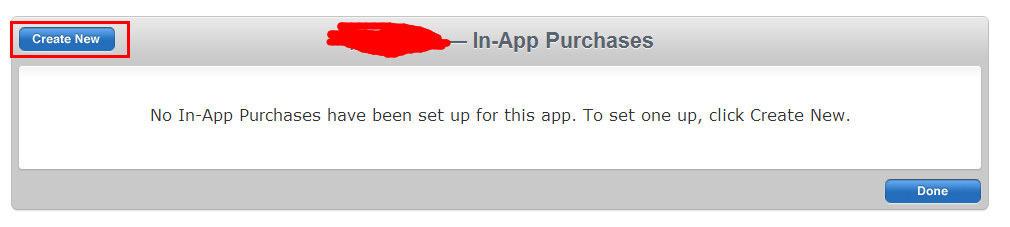 Create New
— In-App Purchases
No In-App Purchases have been set up for this app. To set one up, click Create New.
Done